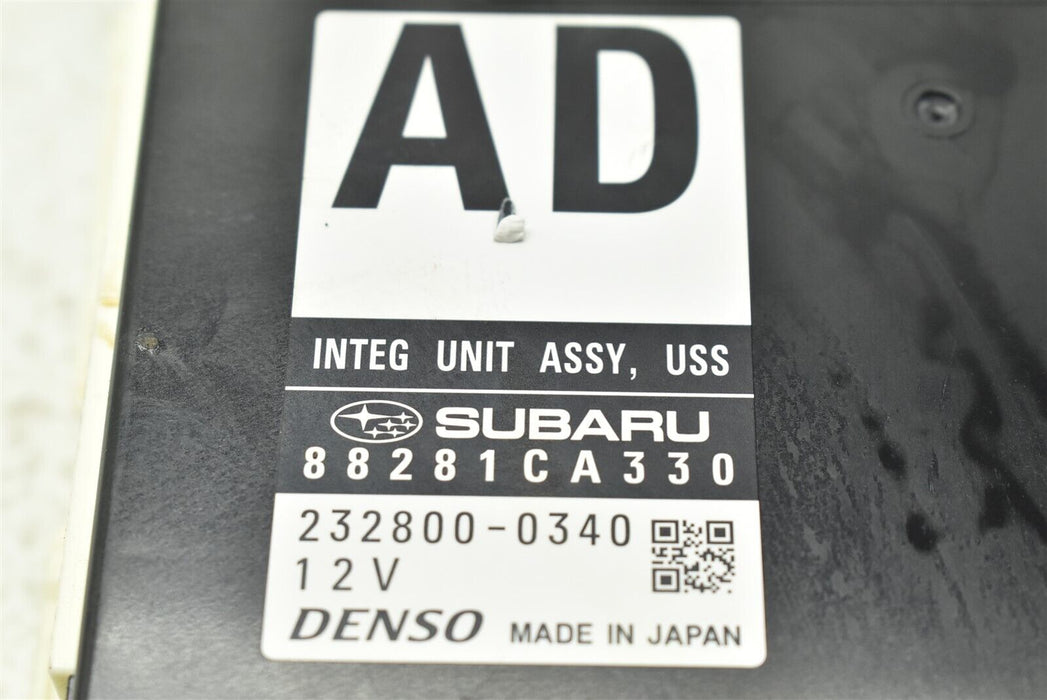 AD
INTEG UNIT ASSY, USS
SUBARU
88281CA330
232800-0340
12V
DENSO MADE IN JAPAN